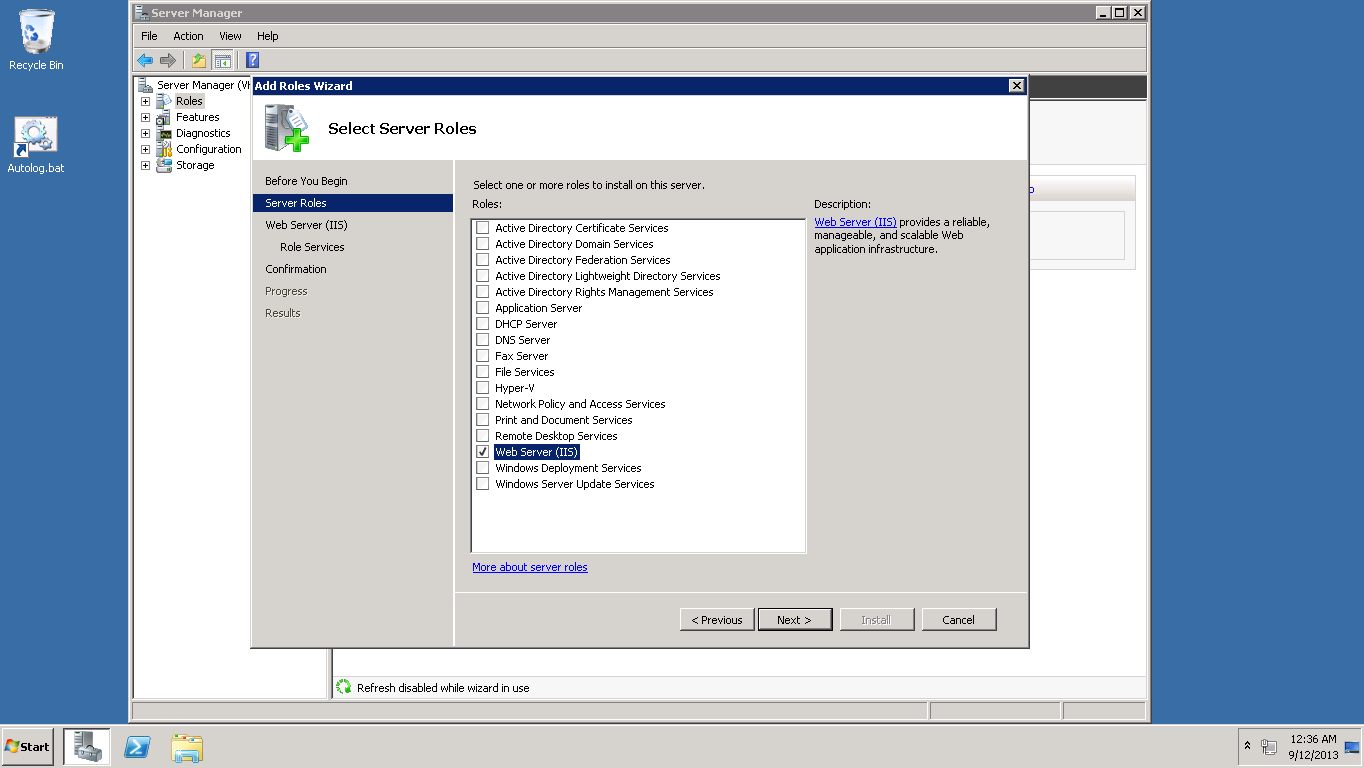 Recycle Bin
Autolog.bat
Server Manager
File Action View Help
Server Manager (V
Roles
Features
Diagnostics
Configuration
Storage
Add Roles Wizard
Select Server Roles
Before You Begin
Server Roles
Web Server (IIS)
Role Services
Confirmation
Progress
Results
Select one or more roles to install on this server.
Roles:
Active Directory Certificate Services
Active Directory Domain Services
Active Directory Federation Services
Active Directory Lightweight Directory Services
Active Directory Rights Management Services
Application Server
DHCP Server
DNS Server
Fax Server
File Services
Hyper-V
Network Policy and Access Services
Print and Document Services
Remote Desktop Services
Web Server (IIS)
Windows Deployment Services
Windows Server Update Services
More about server roles
Description:
Web Server (IIS) provides a reliable,
manageable, and scalable Web
application infrastructure.
< Previous
Next >
Install
Cancel
Refresh disabled while wizard in use
Start
12:36 AM
9/12/2013